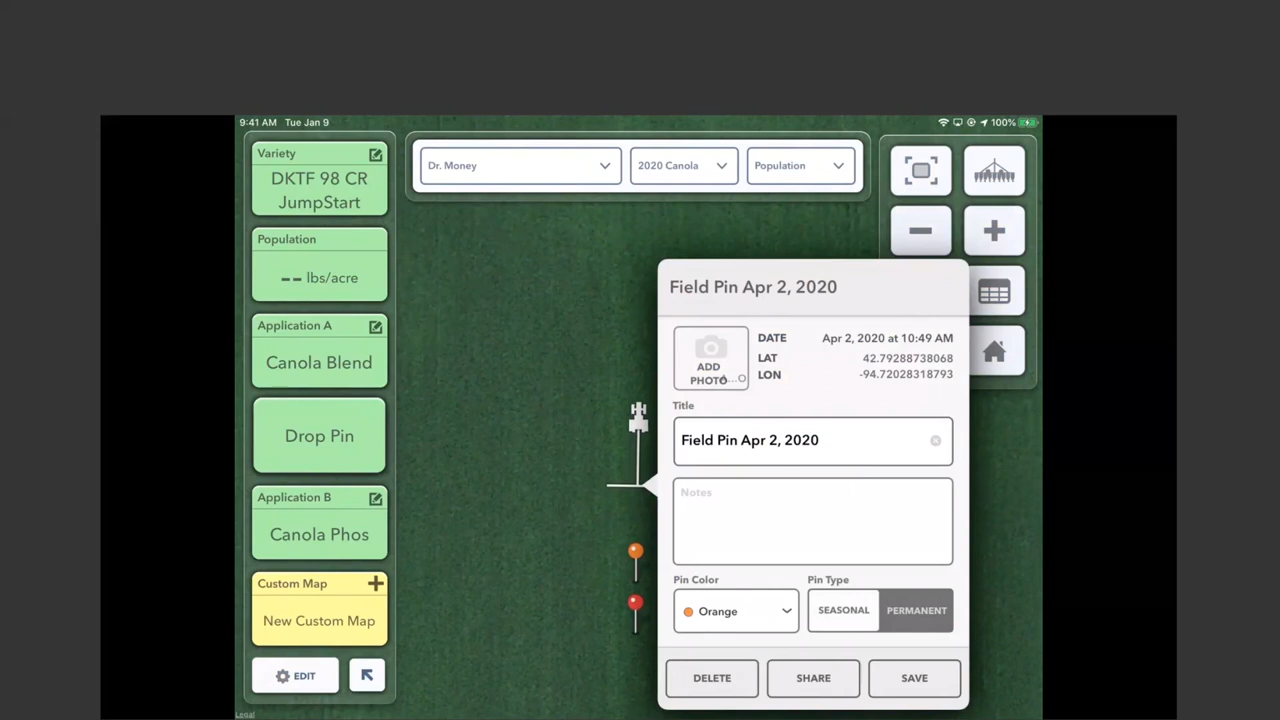 9:41 AM Tue Jan 9
100%
Variety
DKTF 98 CR
JumpStart
Population
-- lbs/acre
Application A
Canola Blend
Drop Pin
Application B
Canola Phos
Custom Map
New Custom Map
EDIT
Legal
Dr. Money
2020 Canola
Population
Field Pin Apr 2, 2020
ADD
PHOTO
DATE Apr 2, 2020 at 10:49 AM
LAT 42.79288738068
LON -94.72028318793
Title
Field Pin Apr 2, 2020
Notes
Pin Color
Orange
Pin Type
SEASONAL PERMANENT
DELETE SHARE SAVE